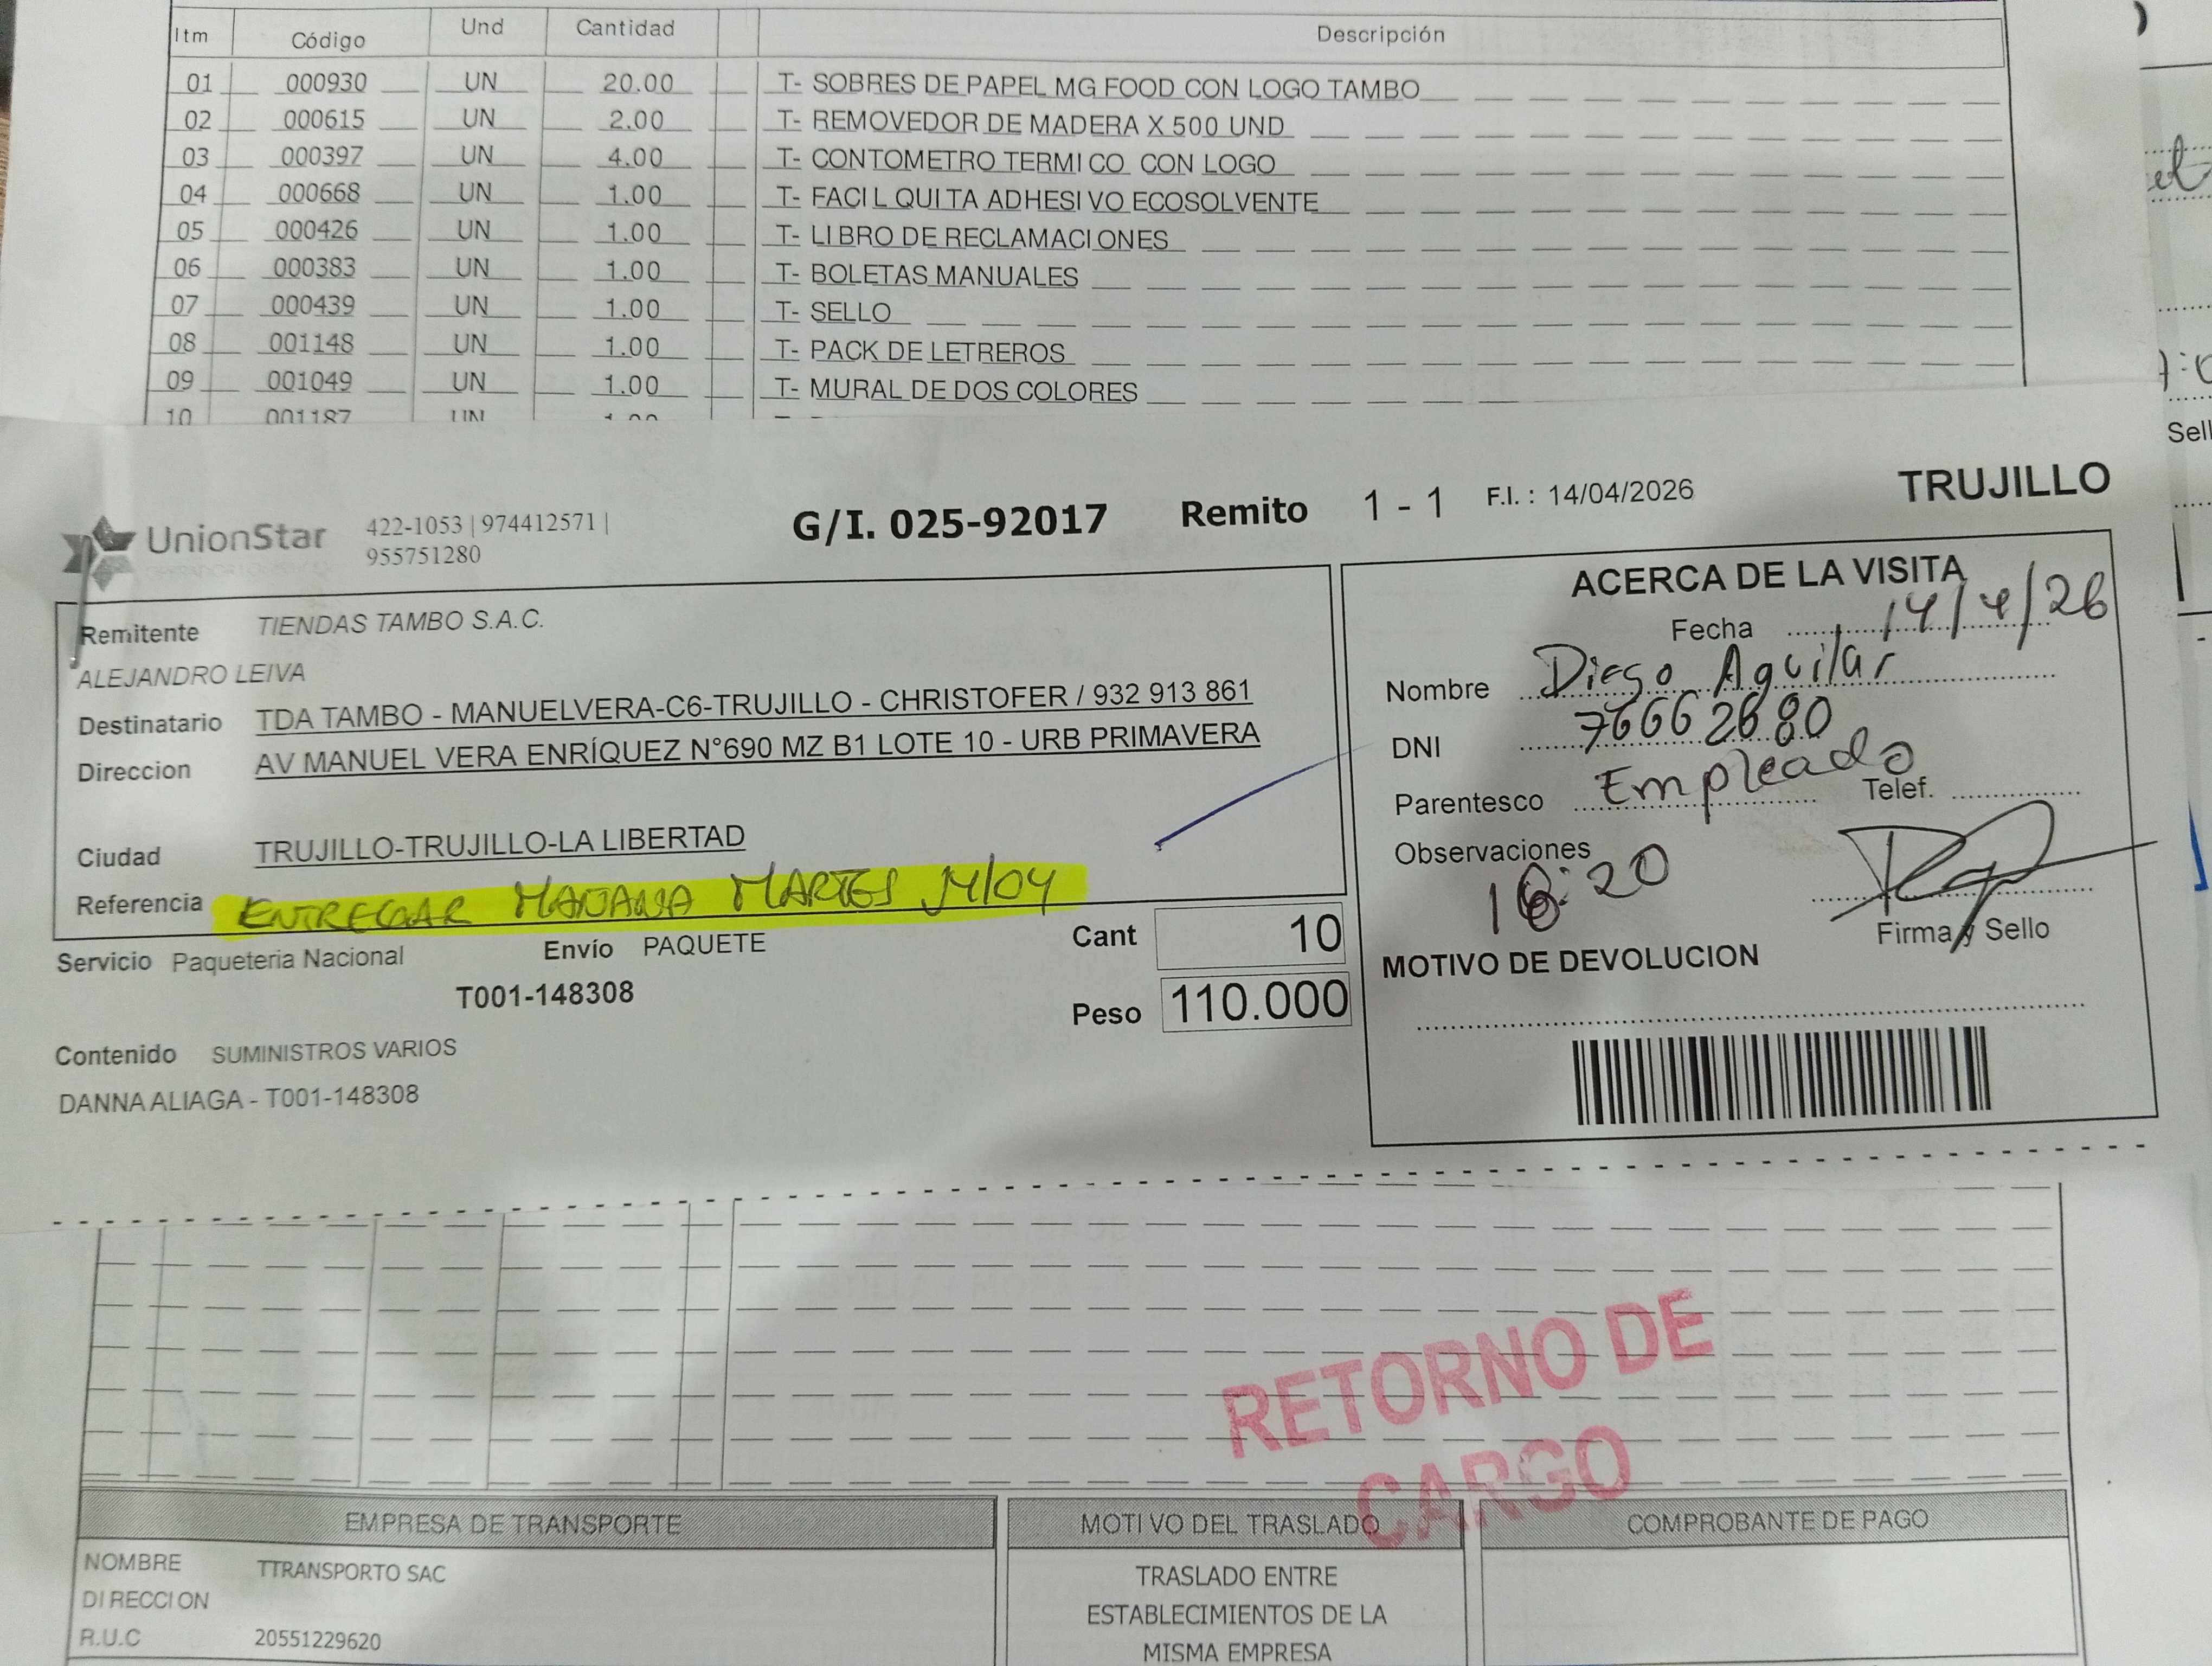 Itm Código Und Cantidad Descripción
01 000930 UN 20.00 T- SOBRES DE PAPEL MG FOOD CON LOGO TAMBO
02 000615 UN 2.00 T- REMOVEDOR DE MADERA X 500 UND
03 000397 UN 4.00 T- CONTOMETRO TERMICO CON LOGO
04 000668 UN 1.00 T- FACIL QUITA ADHESIVO ECOSOLVENTE
05 000426 UN 1.00 T- LIBRO DE RECLAMACIONES
06 000383 UN 1.00 T- BOLETAS MANUALES
07 000439 UN 1.00 T- SELLO
08 001148 UN 1.00 T- PACK DE LETREROS
09 001049 UN 1.00 T- MURAL DE DOS COLORES
10 001187 UN 1.00
Sell
UnionStar 422-1053 | 974412571 |
955751280
G/I. 025-92017 Remito 1 - 1 F.I. : 14/04/2026 TRUJILLO
Remitente TIENDAS TAMBO S.A.C.
ALEJANDRO LEIVA
Destinatario TDA TAMBO - MANUELVERA-C6-TRUJILLO - CHRISTOFER / 932 913 861
Direccion AV MANUEL VERA ENRÍQUEZ N°690 MZ B1 LOTE 10 - URB PRIMAVERA
Ciudad TRUJILLO-TRUJILLO-LA LIBERTAD
Referencia ENTREGAR MAÑANA MARTES 14/04
Servicio Paqueteria Nacional Envío PAQUETE
T001-148308
Cant 10
Peso 110.000
Contenido SUMINISTROS VARIOS
DANNA ALIAGA - T001-148308
ACERCA DE LA VISITA
Fecha 14/4/26
Nombre Diego Aguilar
DNI 76662680
Parentesco Empleado Telef.
Observaciones
16:20
Firma y Sello
MOTIVO DE DEVOLUCION
RETORNO DE
CARGO
EMPRESA DE TRANSPORTE
NOMBRE TTRANSPORTO SAC
DIRECCION
R.U.C 20551229620
MOTIVO DEL TRASLADO
TRASLADO ENTRE
ESTABLECIMIENTOS DE LA
MISMA EMPRESA
COMPROBANTE DE PAGO